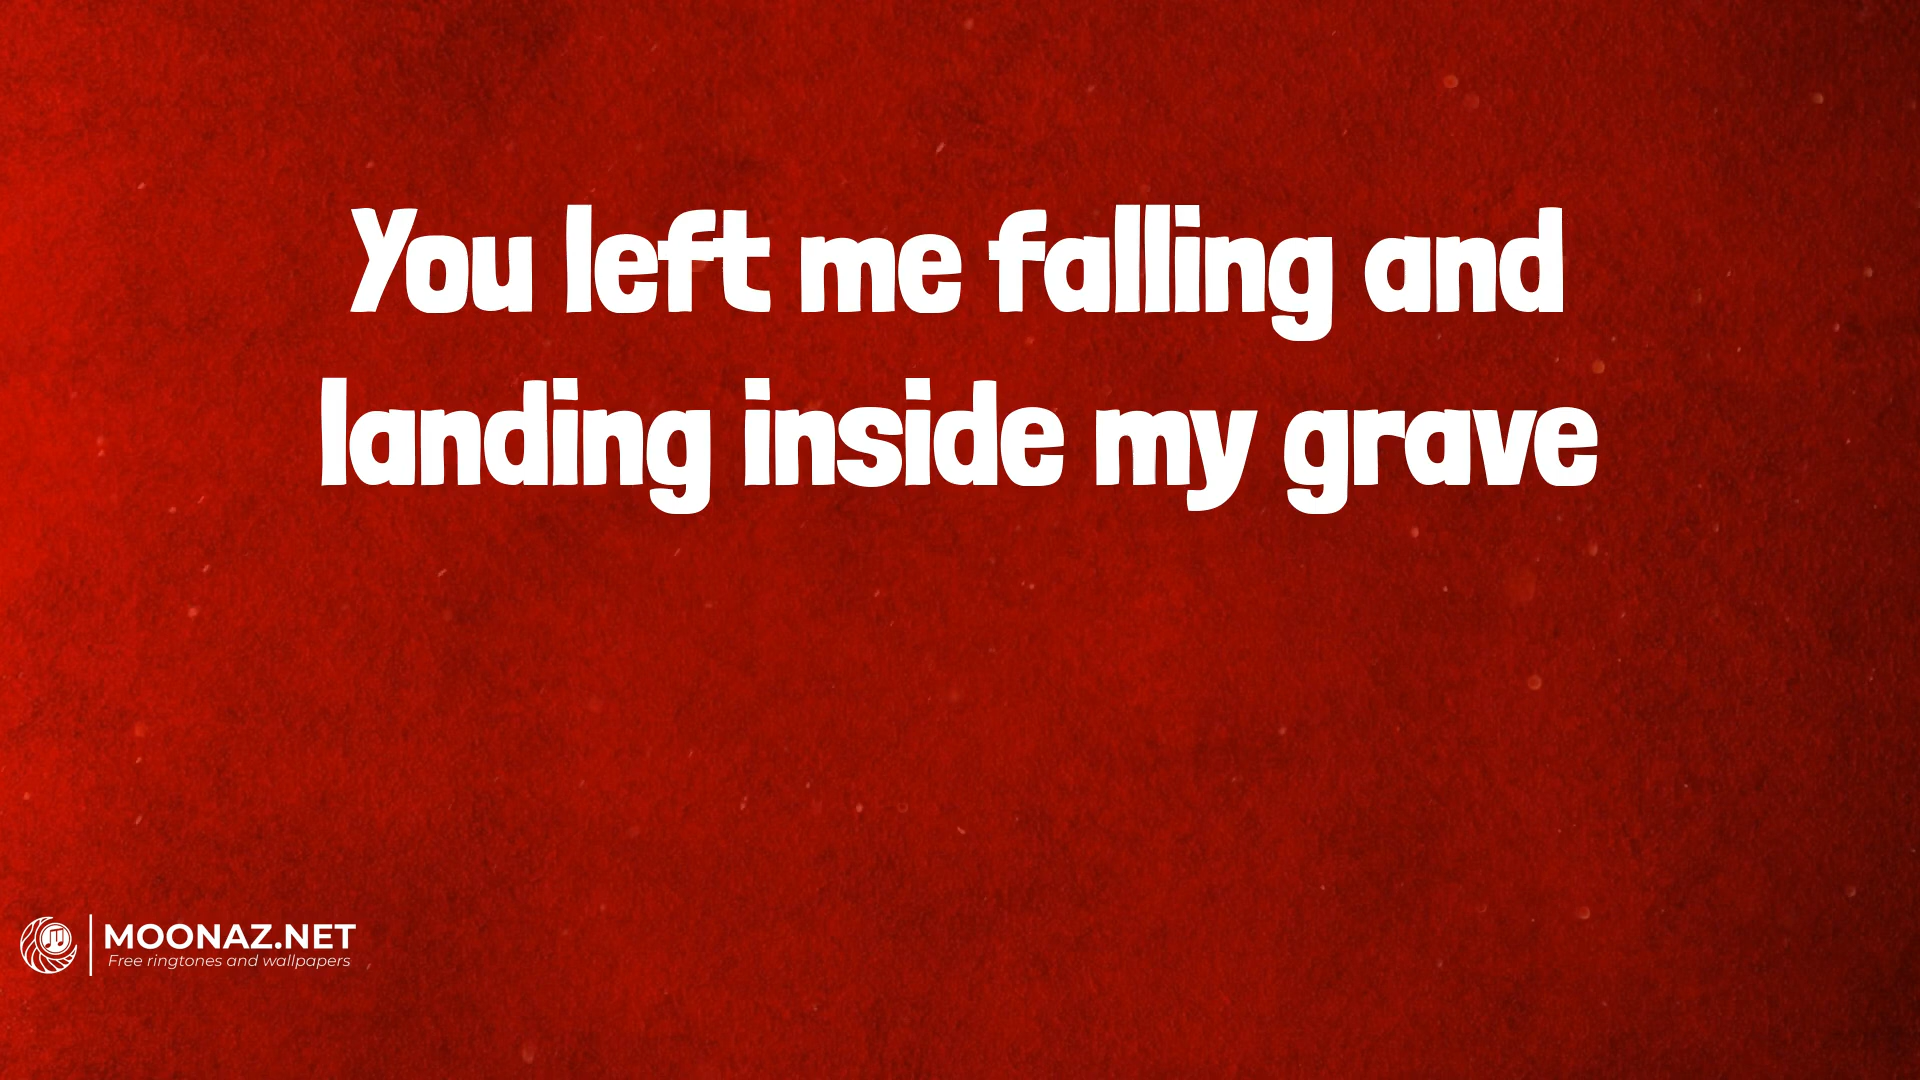 You left me falling and
landing inside my grave
MOONAZ.NET
Free ringtones and wallpapers